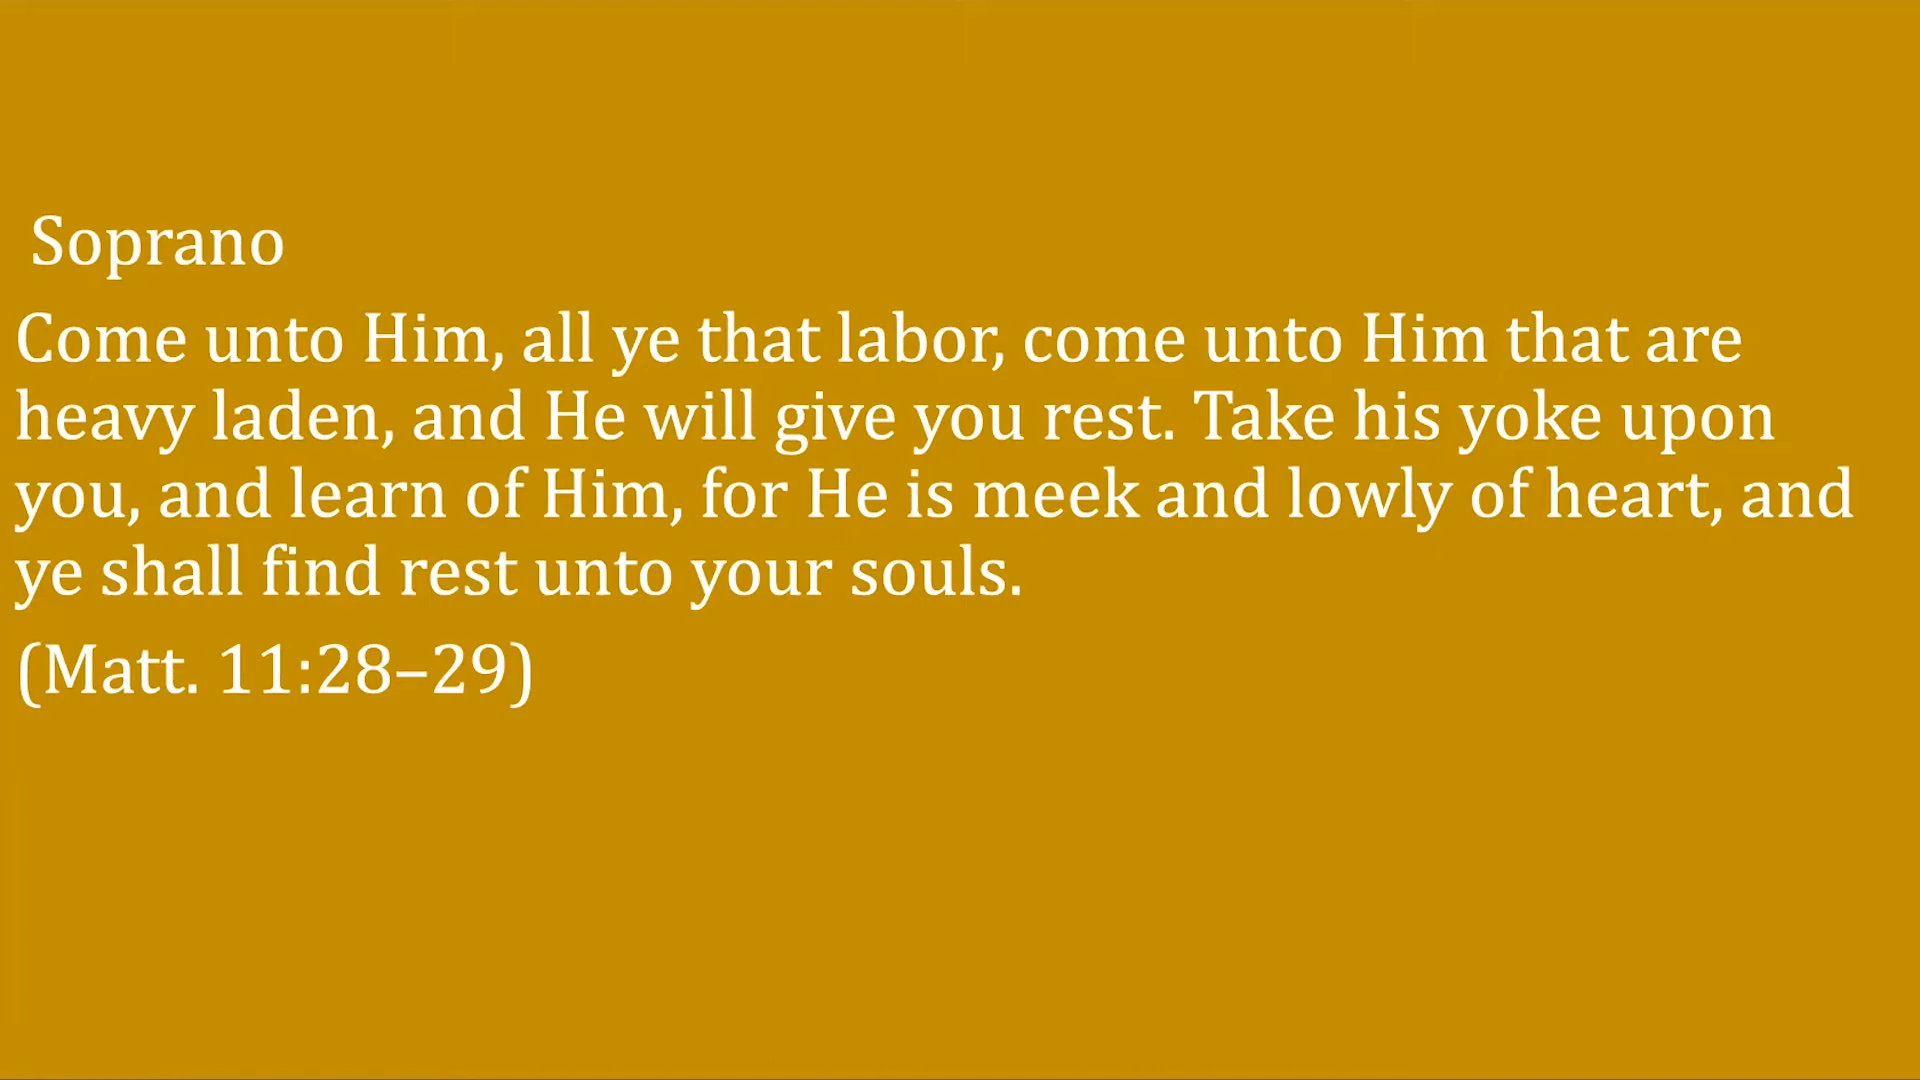 Soprano
Come unto Him, all ye that labor, come unto Him that are
heavy laden, and He will give you rest. Take his yoke upon
you, and learn of Him, for He is meek and lowly of heart, and
ye shall find rest unto your souls.
(Matt. 11:28–29)